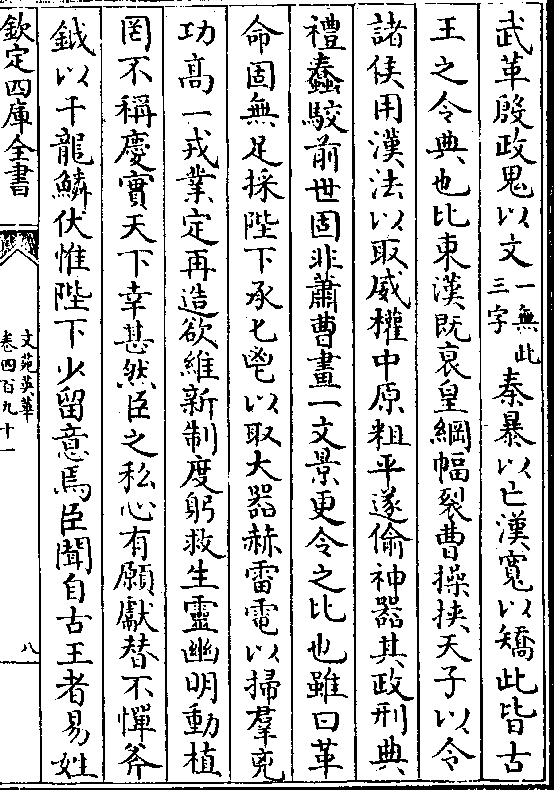 武革殷政鬼以文一無此三字秦暴以亡漢寛以矯此皆古
王之令典也比東漢既衰皇綱幅裂曹操挾天子以令
諸侯用漢法以取威權中原粗平遂偷神器其政刑典
禮蠢駮前世固非蕭曹畫一文景更令之比也雖曰革
命固無足採陛下承七鬯以取大器赫雷電以掃羣兇
功髙一戎業定再造欲維新制度躬救生靈幽明動植
罔不稱慶實天下幸甚然臣之私心有願獻替不憚斧
鉞以干龍鱗伏惟陛下少留意焉臣聞自古王者易姓
欽定四庫全書
文苑英華
卷四百九十一
八